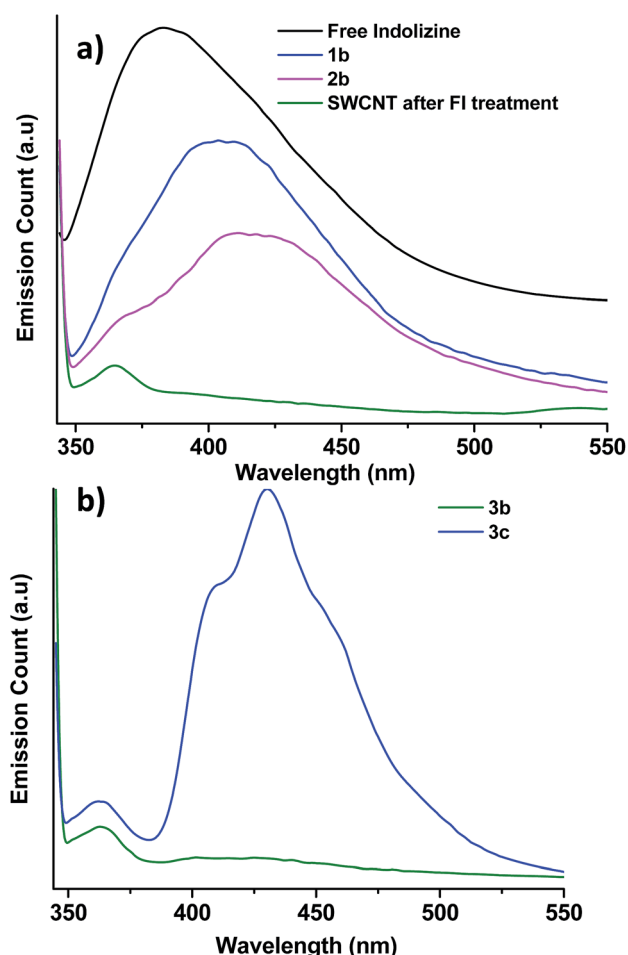 a)
Free Indolizine
1b
2b
SWCNT after FI treatment
Emission Count (a.u)
350 400 450 500 550
Wavelength (nm)
b)
3b
3c
Emission Count (a.u)
350 400 450 500 550
Wavelength (nm)